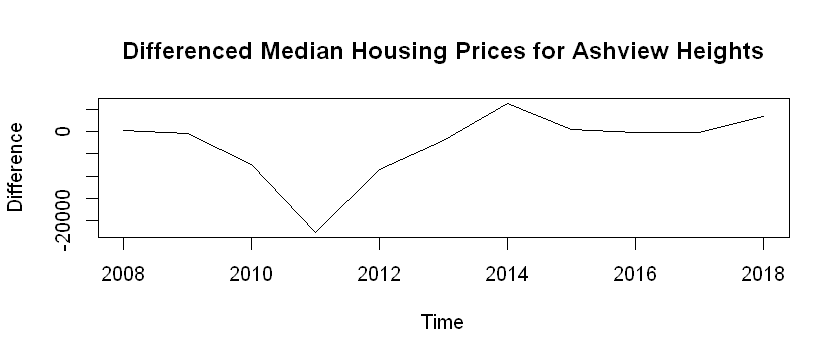 Differenced Median Housing Prices for Ashview Heights
Difference
0
-20000
2008 2010 2012 2014 2016 2018
Time